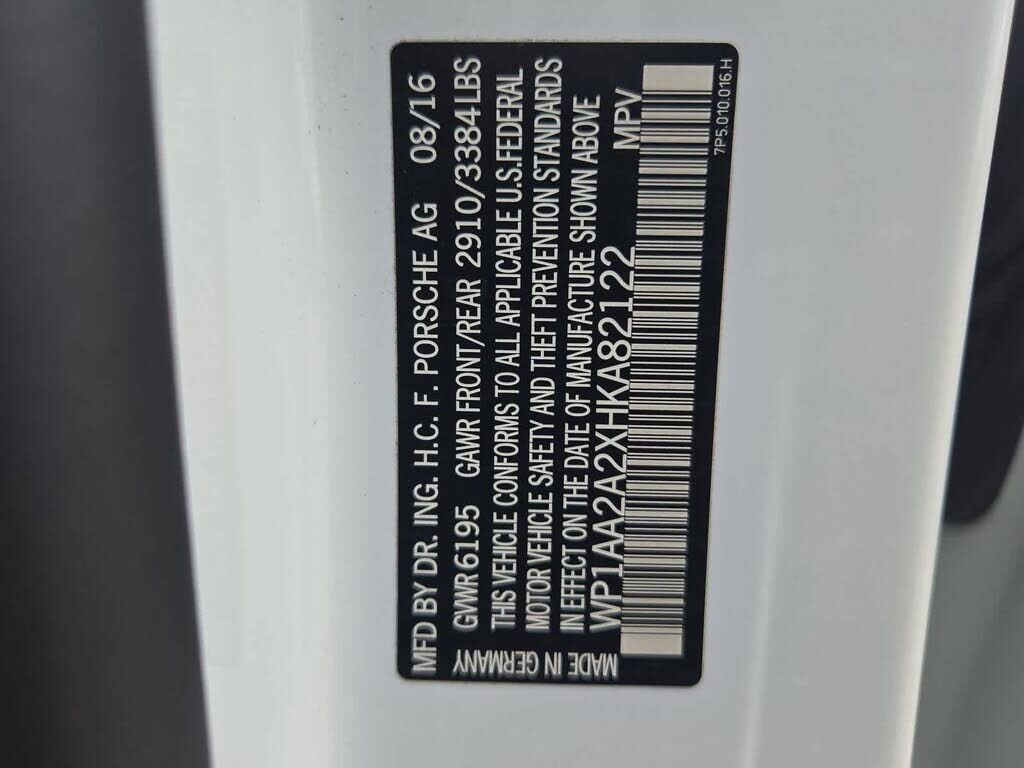 MFD BY DR. ING. H.C. F. PORSCHE AG 08/16
GVWR 6195 GAWR FRONT/REAR 2910/3384 LBS
THIS VEHICLE CONFORMS TO ALL APPLICABLE U.S.FEDERAL
MOTOR VEHICLE SAFETY AND THEFT PREVENTION STANDARDS
IN EFFECT ON THE DATE OF MANUFACTURE SHOWN ABOVE
WP1AA2A2XHKA82122 MPV
7P5.010.016.H
MADE IN GERMANY